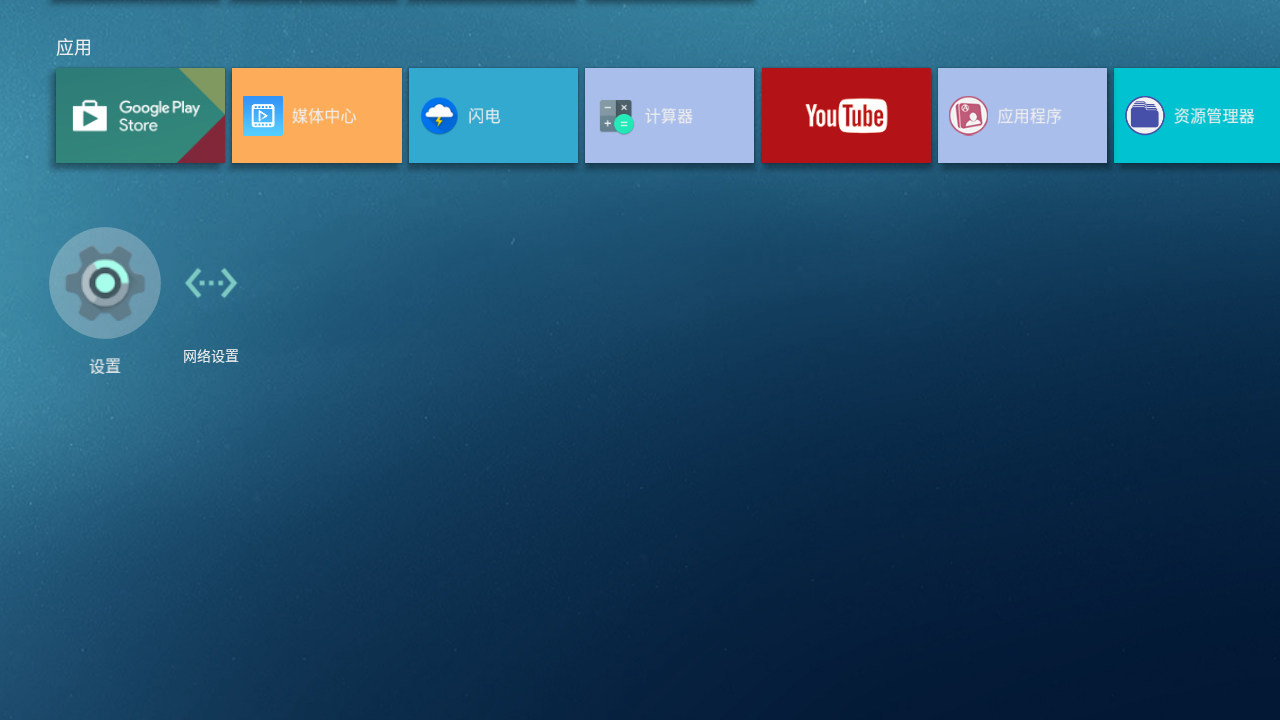 应用
Google Play
Store
媒体中心
闪电
计算器
YouTube
应用程序
资源管理器
设置
网络设置